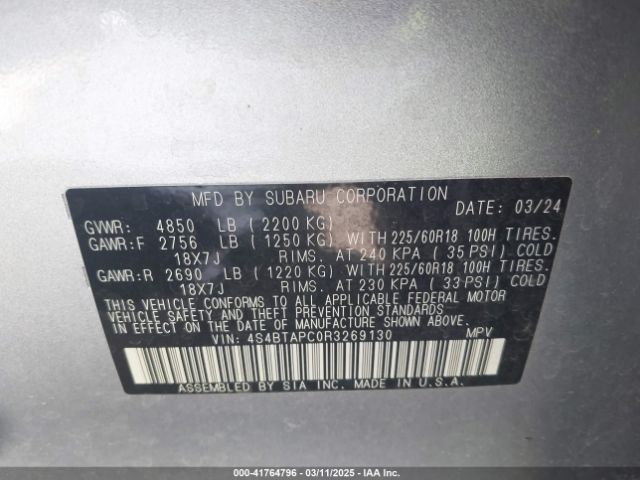 MFD BY SUBARU CORPORATION
DATE: 03/24
GVWR: 4850 LB ( 2200 KG)
GAWR:F 2756 LB ( 1250 KG) WITH 225/60R18 100H TIRES.
18X7J RIMS. AT 240 KPA ( 35 PSI) COLD
GAWR:R 2690 LB ( 1220 KG) WITH 225/60R18 100H TIRES.
18X7J RIMS. AT 230 KPA ( 33 PSI) COLD
THIS VEHICLE CONFORMS TO ALL APPLICABLE FEDERAL MOTOR
VEHICLE SAFETY AND THEFT PREVENTION STANDARDS
IN EFFECT ON THE DATE OF MANUFACTURE SHOWN ABOVE.
VIN: 4S4BTAPC0R3269130 MPV
ASSEMBLED BY SIA INC. MADE IN U.S.A.
000-41764796 - 03/11/2025 - IAAI.COM